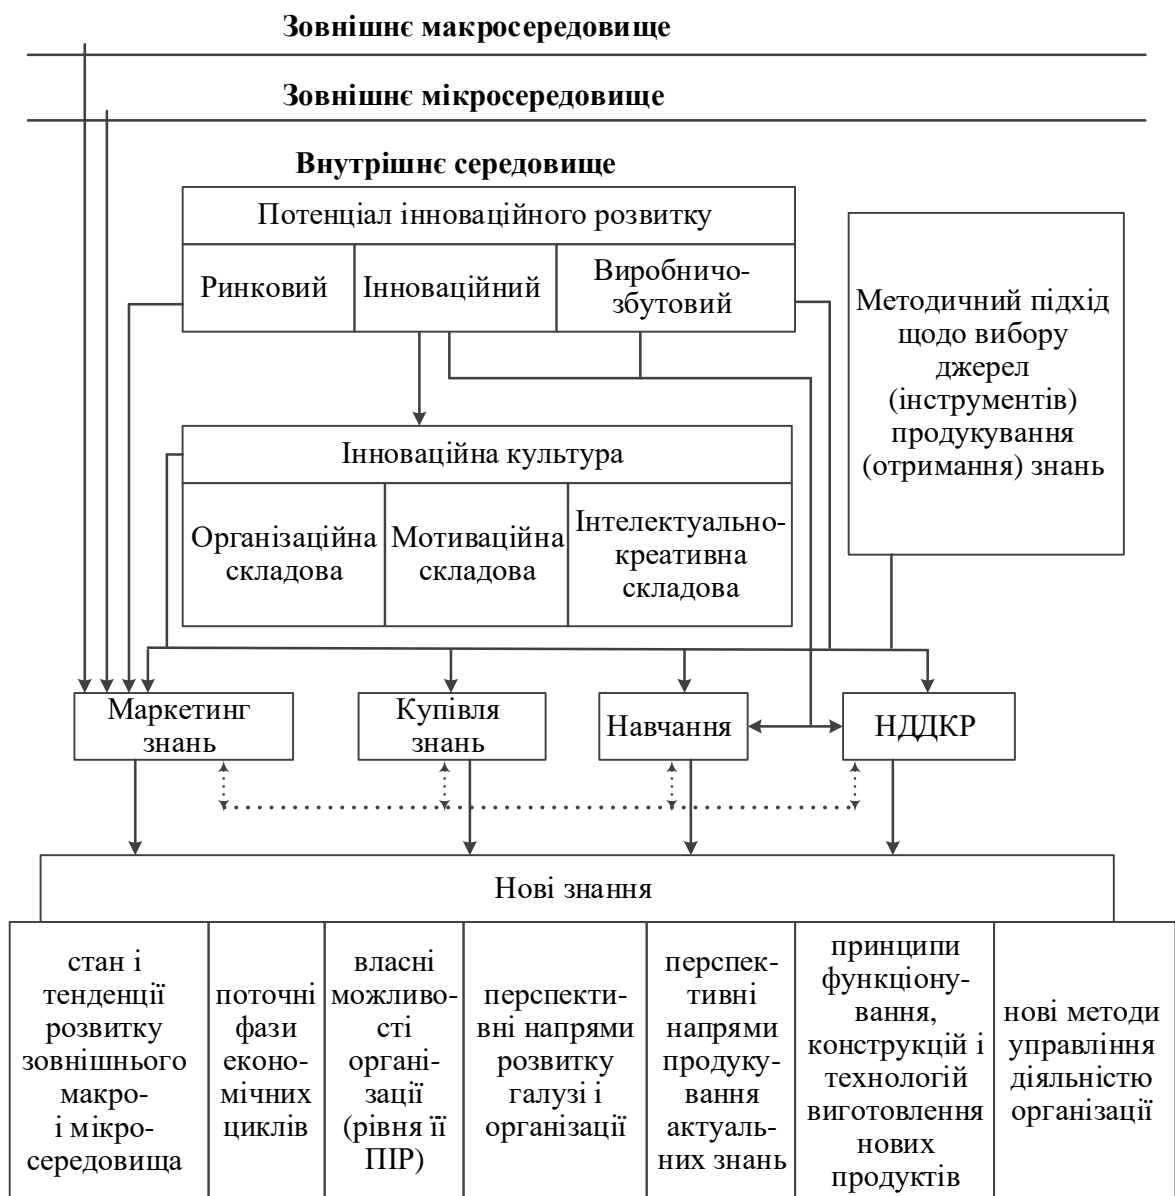 Зовнішнє макросередовище
Зовнішнє мікросередовище
Внутрішнє середовище
Потенціал інноваційного розвитку
Ринковий
Інноваційний
Виробничо-
збутовий
Методичний підхід
щодо вибору
джерел
(інструментів)
продукування
(отримання) знань
Інноваційна культура
Організаційна
складова
Мотиваційна
складова
Інтелектуально-
креативна
складова
Маркетинг
знань
Купівля
знань
Навчання
НДДКР
Нові знання
стан і
тенденції
розвитку
зовнішнього
макро-
і мікро-
середовища
поточні
фази
еконо-
мічних
циклів
власні
можливо-
сті
органі-
зації
(рівня її
ПІР)
перспекти-
вні напрями
розвитку
галузі і
організації
перспек-
тивні
напрями
продуку-
вання
актуаль-
них знань
принципи
функціону-
вання,
конструкцій і
технологій
виготовлення
нових
продуктів
нові методи
управління
діяльністю
організації